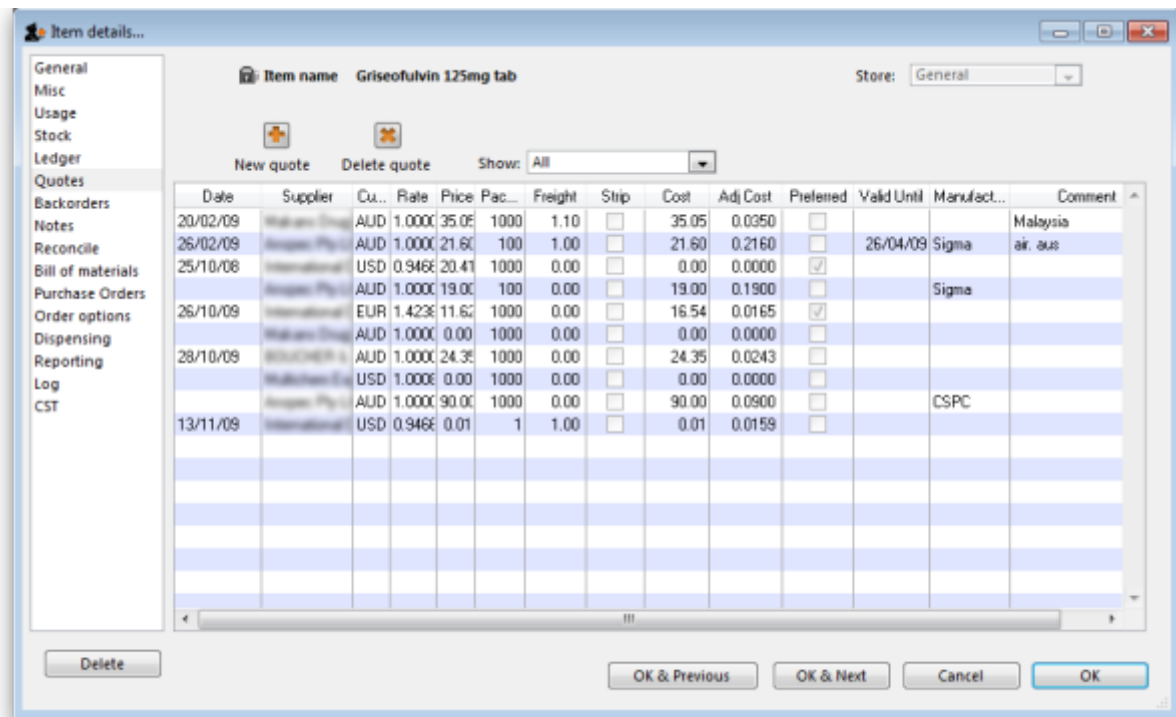 Item details...
General
Misc
Usage
Stock
Ledger
Quotes
Backorders
Notes
Reconcile
Bill of materials
Purchase Orders
Order options
Dispensing
Reporting
Log
CST
Item name Griseofulvin 125mg tab
Store: General
New quote Delete quote Show: All
Date Supplier Cu... Rate Price Pac... Freight Strip Cost Adj Cost Preferred Valid Until Manufact... Comment
20/02/09 AUD 1.000 35.05 1000 1.10 35.05 0.0350 Malaysia
26/02/09 AUD 1.000 21.60 100 1.00 21.60 0.2160 26/04/09 Sigma air. aus
25/10/08 USD 0.946 20.41 1000 0.00 0.00 0.0000
AUD 1.000 19.00 100 0.00 19.00 0.1900 Sigma
26/10/09 EUR 1.423 11.62 1000 0.00 16.54 0.0165
AUD 1.000 0.00 1000 0.00 0.00 0.0000
28/10/09 AUD 1.000 24.35 1000 0.00 24.35 0.0243
USD 1.000 0.00 1000 0.00 0.00 0.0000
AUD 1.000 90.00 1000 0.00 90.00 0.0900 CSPC
13/11/09 USD 0.946 0.01 1 1.00 0.01 0.0159
Delete
OK & Previous OK & Next Cancel OK